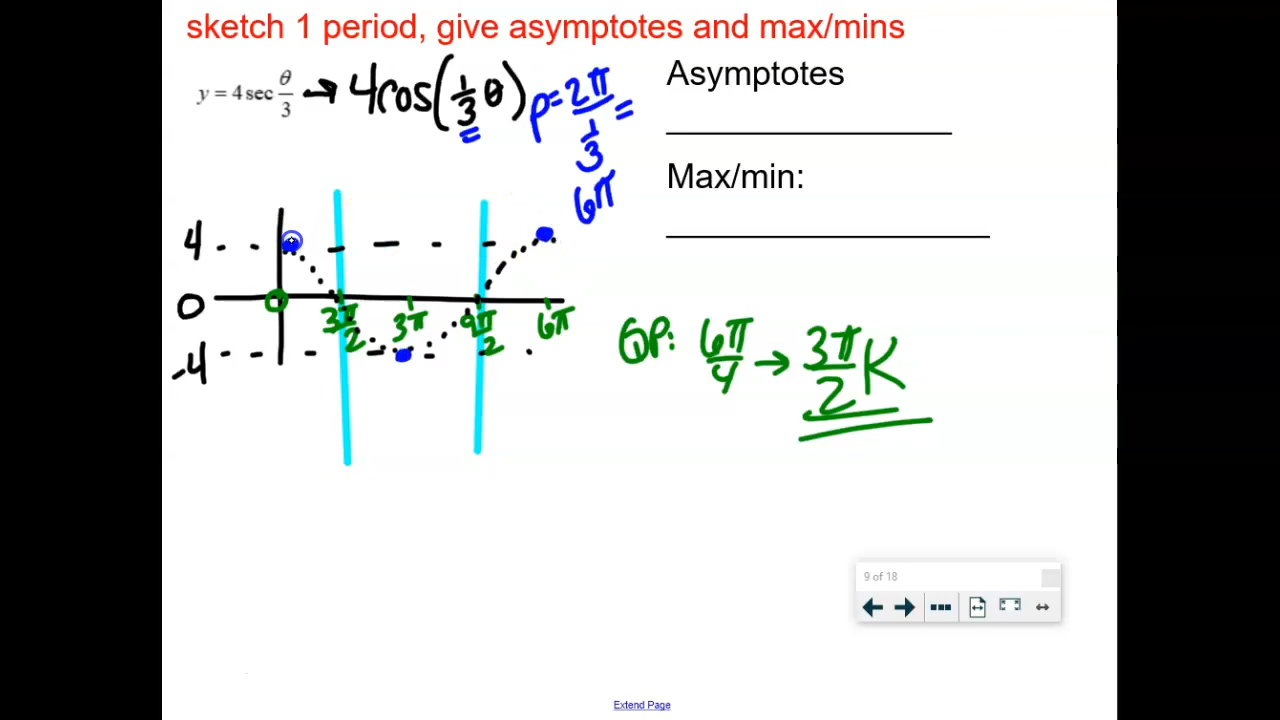 sketch 1 period, give asymptotes and max/mins
y = 4 sec θ/3 → 4cos(1/3 θ) P = 2π/(1/3) =
6π
Asymptotes
Max/min:
4
0
-4
3π/2 3π 9π/2 6π
QP: 6π/4 → 3π/2 K
9 of 18
Extend Page